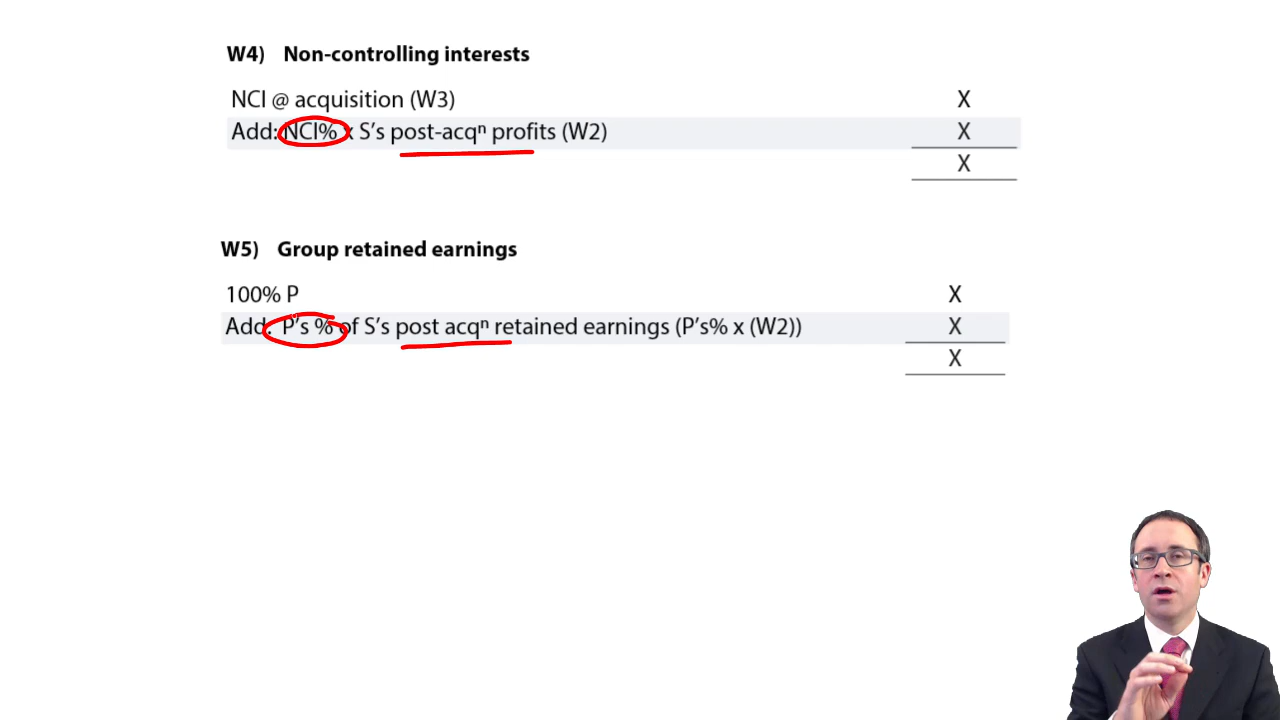 W4) Non-controlling interests
NCI @ acquisition (W3) X
Add: NCI% x S's post-acqⁿ profits (W2) X
X
W5) Group retained earnings
100% P X
Add: P's % of S's post acqⁿ retained earnings (P's% x (W2)) X
X